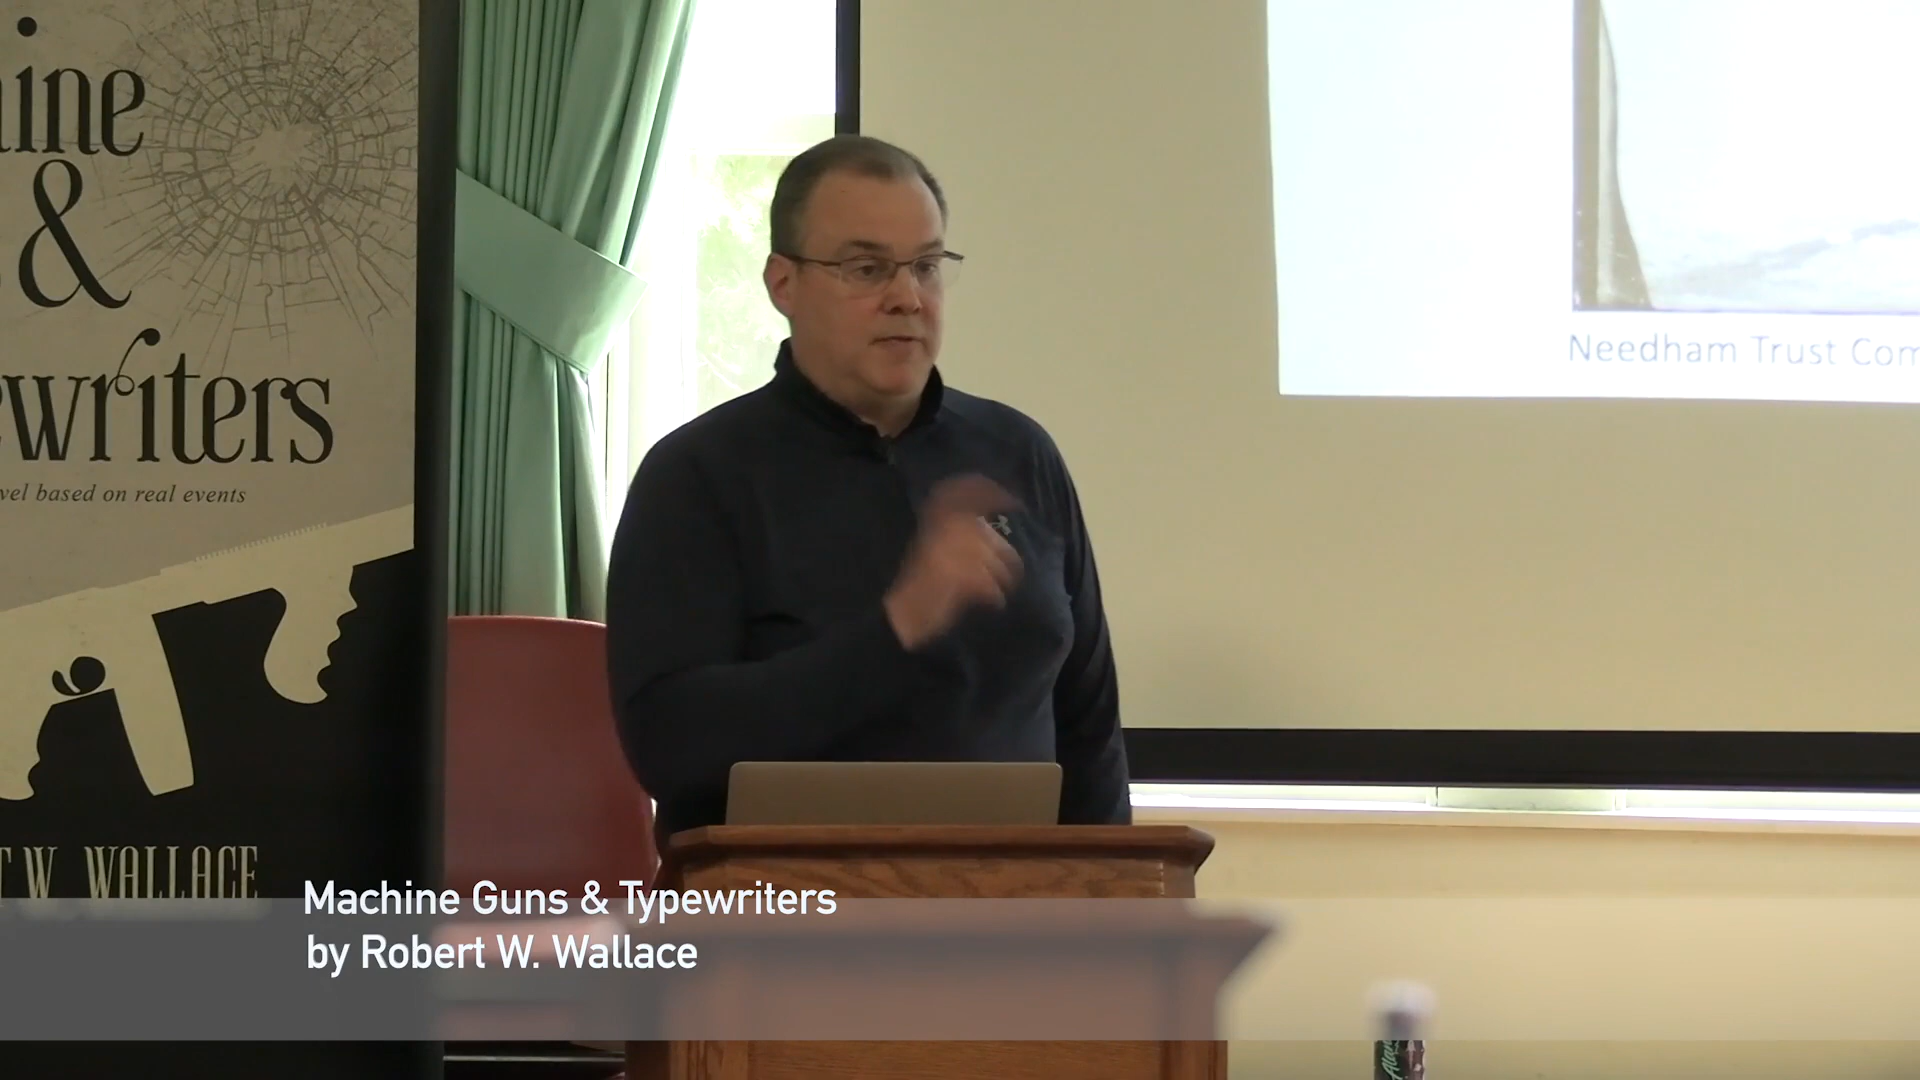 ine
&
ewriters
vel based on real events
T W. WALLACE
Needham Trust Com
Machine Guns & Typewriters
by Robert W. Wallace